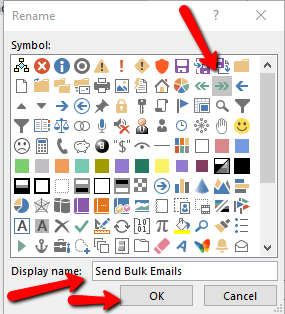 Rename
Symbol:
Display name: Send Bulk Emails
OK Cancel